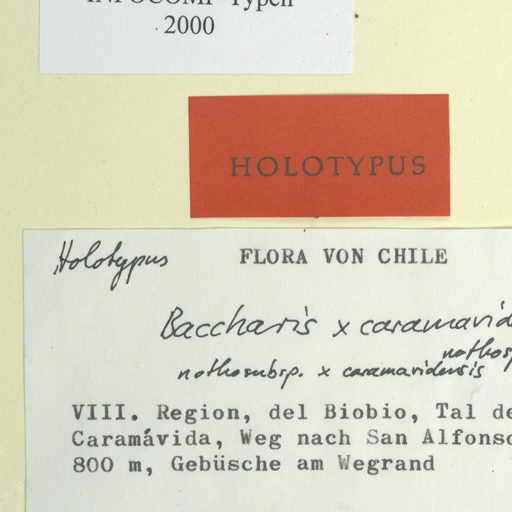 2000
HOLOTYPUS
Holotypus
FLORA VON CHILE
Baccharis x caramavid
nothosp
nothosubsp. x caramavidensis
VIII. Region, del Biobio, Tal de
Caramávida, Weg nach San Alfonso
800 m, Gebüsche am Wegrand